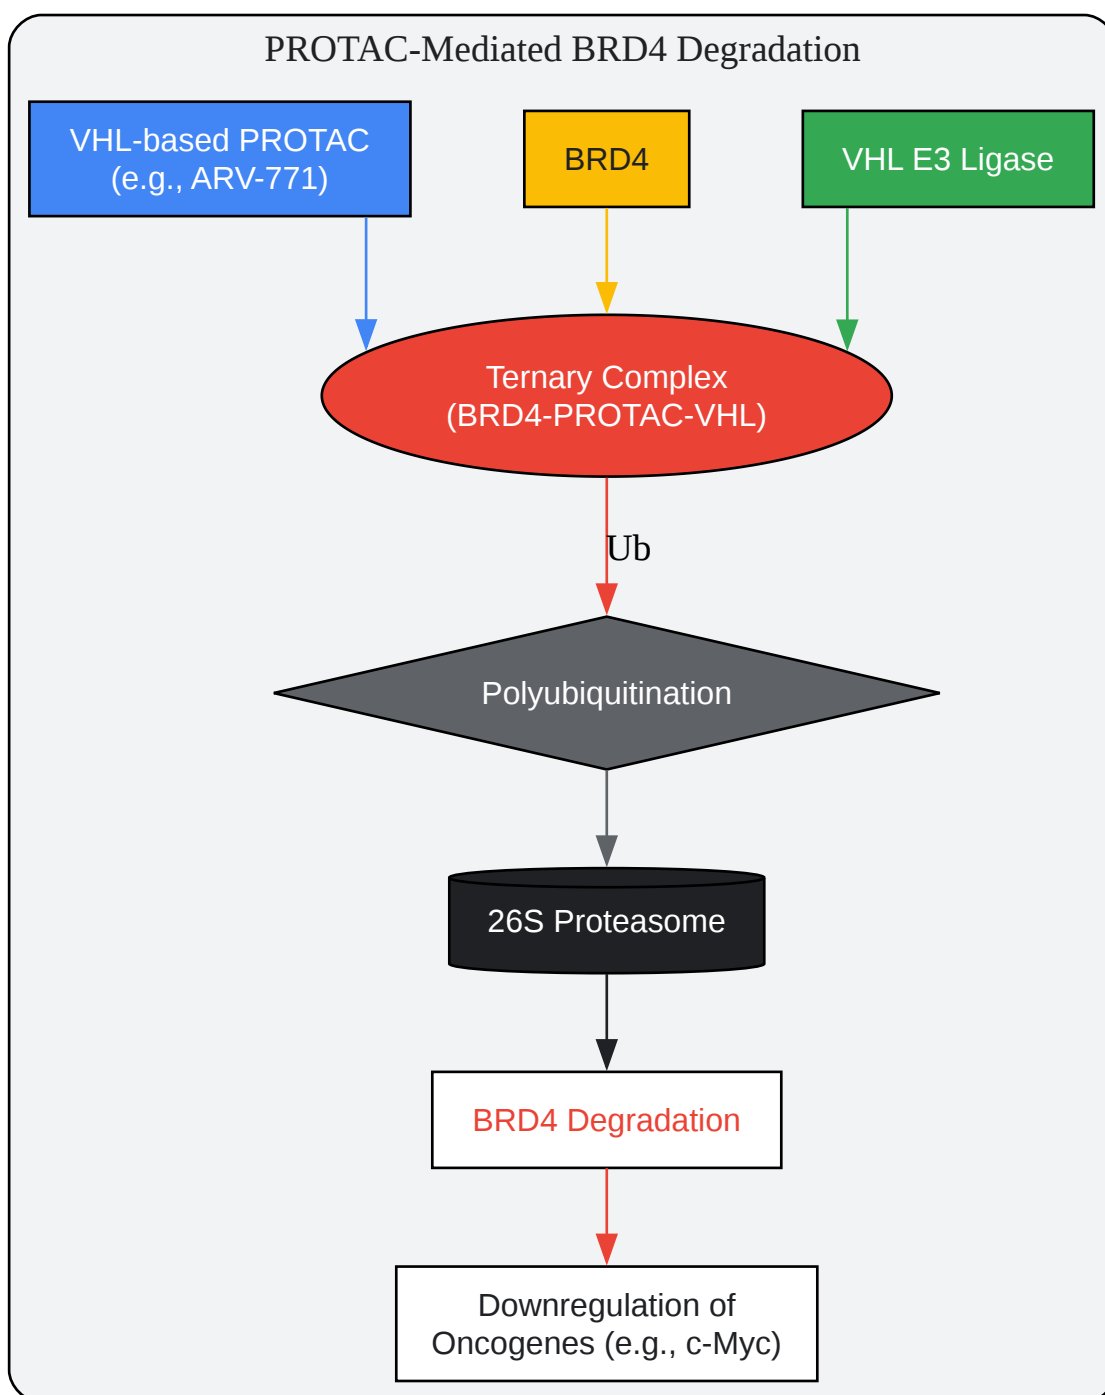 PROTAC-Mediated BRD4 Degradation
VHL-based PROTAC
(e.g., ARV-771)
BRD4
VHL E3 Ligase
Ternary Complex
(BRD4-PROTAC-VHL)
Ub
Polyubiquitination
26S Proteasome
BRD4 Degradation
Downregulation of
Oncogenes (e.g., c-Myc)